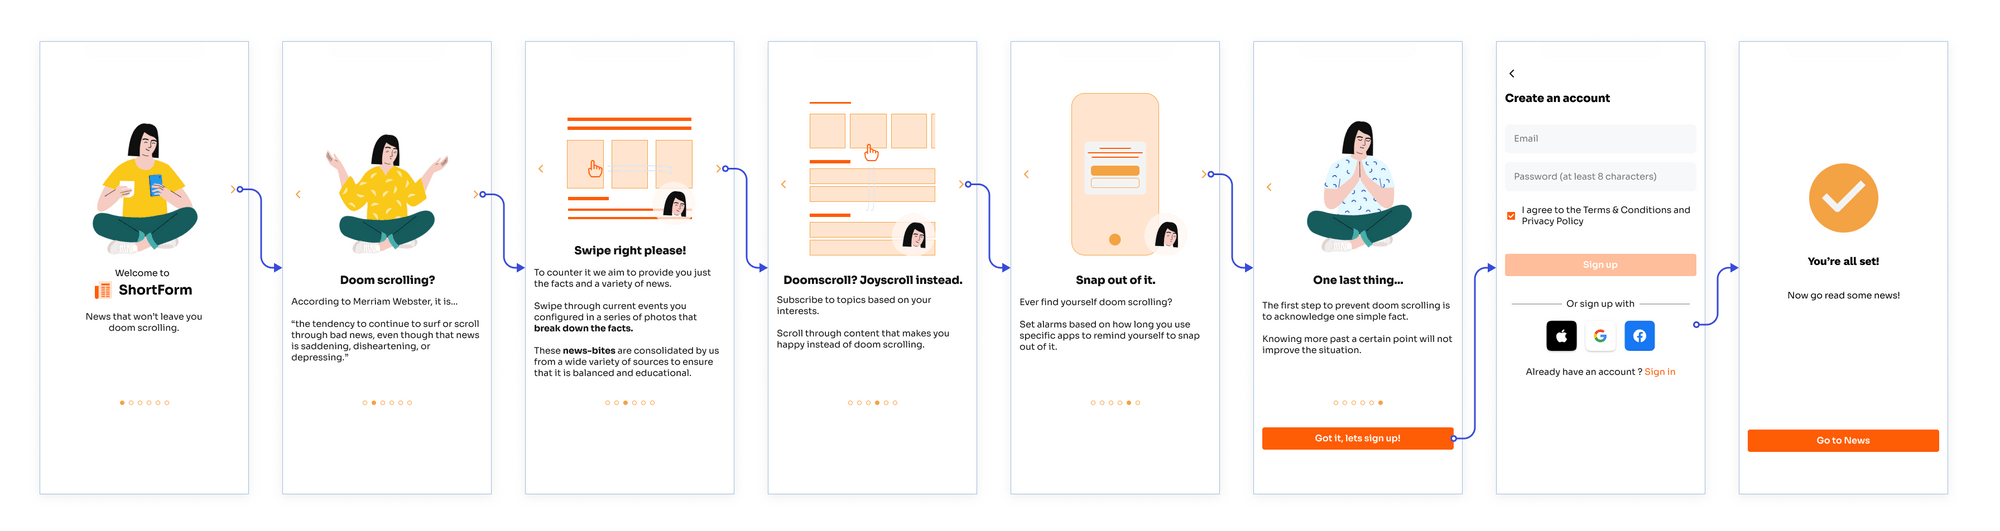 Welcome to
ShortForm
News that won't leave you
doom scrolling.
Doom scrolling?
According to Merriam Webster, it is...
"the tendency to continue to surf or scroll
through bad news, even though that news
is saddening, disheartening, or
depressing."
Swipe right please!
To counter it we aim to provide you just
the facts and a variety of news.
Swipe through current events you
configured in a series of photos that
break down the facts.
These news-bites are consolidated by us
from a wide variety of sources to ensure
that it is balanced and educational.
Doomscroll? Joyscroll instead.
Subscribe to topics based on your
interests.
Scroll through content that makes you
happy instead of doom scrolling.
Snap out of it.
Ever find yourself doom scrolling?
Set alarms based on how long you use
specific apps to remind yourself to snap
out of it.
One last thing...
The first step to prevent doom scrolling is
to acknowledge one simple fact.
Knowing more past a certain point will not
improve the situation.
Got it, lets sign up!
Create an account
Email
Password (at least 8 characters)
I agree to the Terms & Conditions and
Privacy Policy
Sign up
Or sign up with
Already have an account ? Sign in
You're all set!
Now go read some news!
Go to News